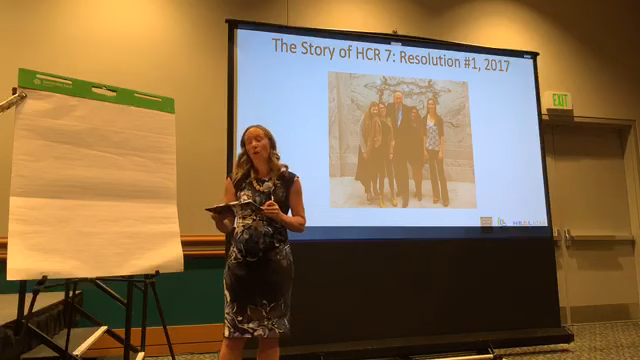 The Story of HCR 7: Resolution #1, 2017
EXIT